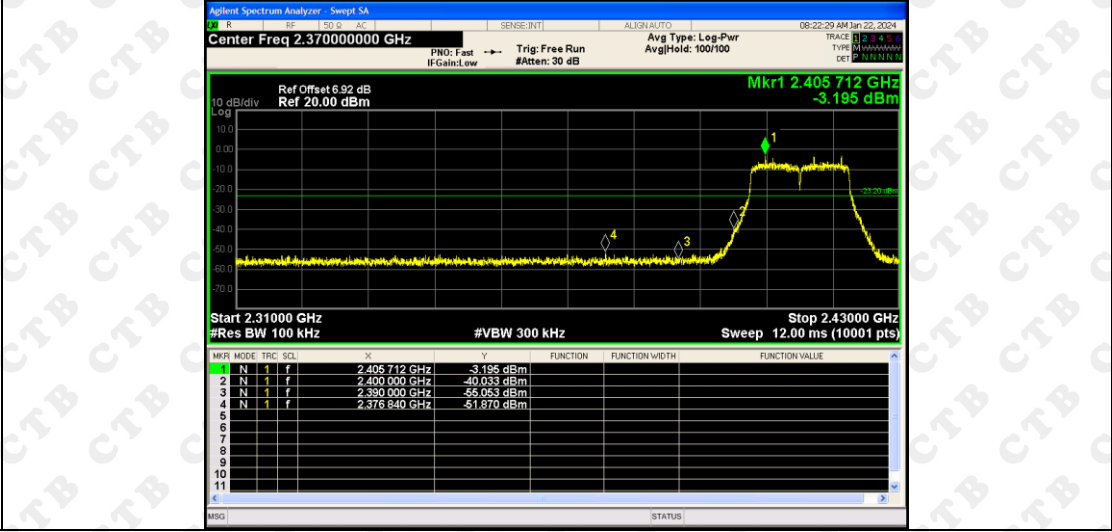 Agilent Spectrum Analyzer - Swept SA
LXI R RF 50 Ω AC SENSE:INT ALIGN AUTO 08:22:29 AM Jan 22, 2024
Center Freq 2.370000000 GHz
PNO: Fast
IFGain:Low
Trig: Free Run
#Atten: 30 dB
Avg Type: Log-Pwr
Avg|Hold: 100/100
TRACE 1 2 3 4 5 6
TYPE M
DET P N N N N N
Mkr1 2.405 712 GHz
-3.195 dBm
Ref Offset 6.92 dB
10 dB/div Ref 20.00 dBm
Log
10.0
0.00
-10.0
-20.0
-30.0
-40.0
-50.0
-60.0
-70.0
1
-23.20 dBm
2
4
3
Start 2.31000 GHz Stop 2.43000 GHz
#Res BW 100 kHz #VBW 300 kHz Sweep 12.00 ms (10001 pts)
MKR MODE TRC SCL X Y FUNCTION FUNCTION WIDTH FUNCTION VALUE
1 N 1 f 2.405 712 GHz -3.195 dBm
2 N 1 f 2.400 000 GHz -40.033 dBm
3 N 1 f 2.390 000 GHz -55.053 dBm
4 N 1 f 2.376 840 GHz -51.870 dBm
5
6
7
8
9
10
11
MSG STATUS
CTB